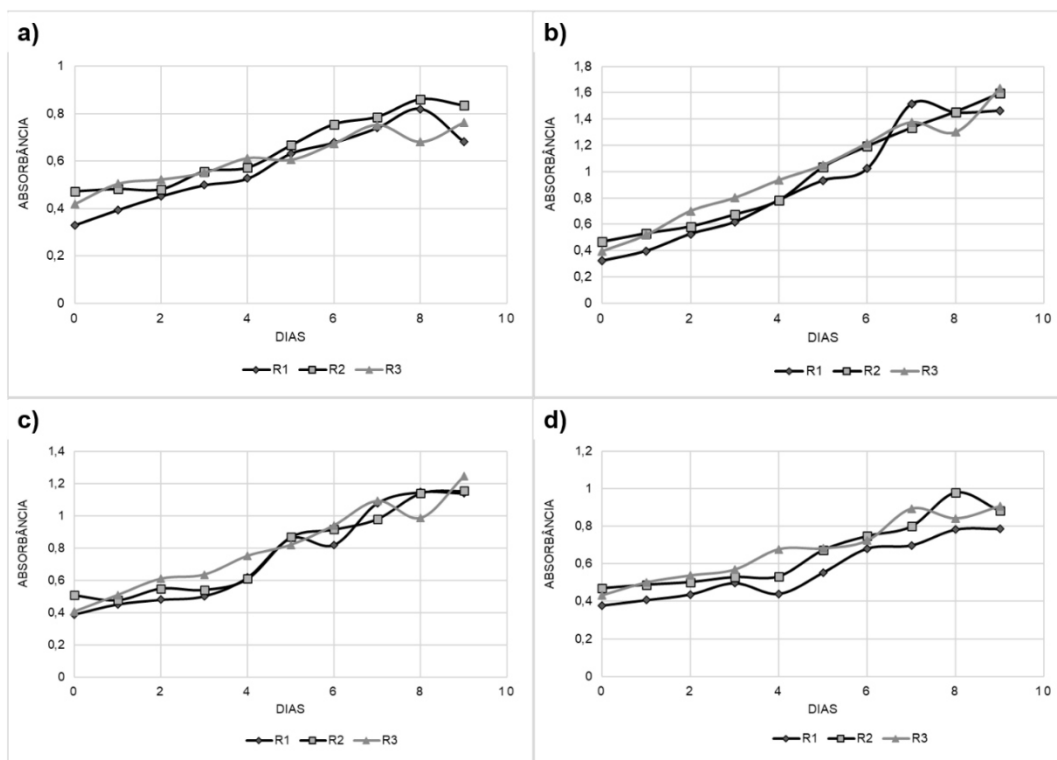 a)
ABSORBÂNCIA
1
0,8
0,6
0,4
0,2
0
0 2 4 6 8 10
DIAS
R1 R2 R3
b)
ABSORBÂNCIA
1,8
1,6
1,4
1,2
1
0,8
0,6
0,4
0,2
0
0 2 4 6 8 10
DIAS
R1 R2 R3
c)
ABSORBÂNCIA
1,4
1,2
1
0,8
0,6
0,4
0,2
0
0 2 4 6 8 10
DIAS
R1 R2 R3
d)
ABSORBÂNCIA
1,2
1
0,8
0,6
0,4
0,2
0
0 2 4 6 8 10
DIAS
R1 R2 R3